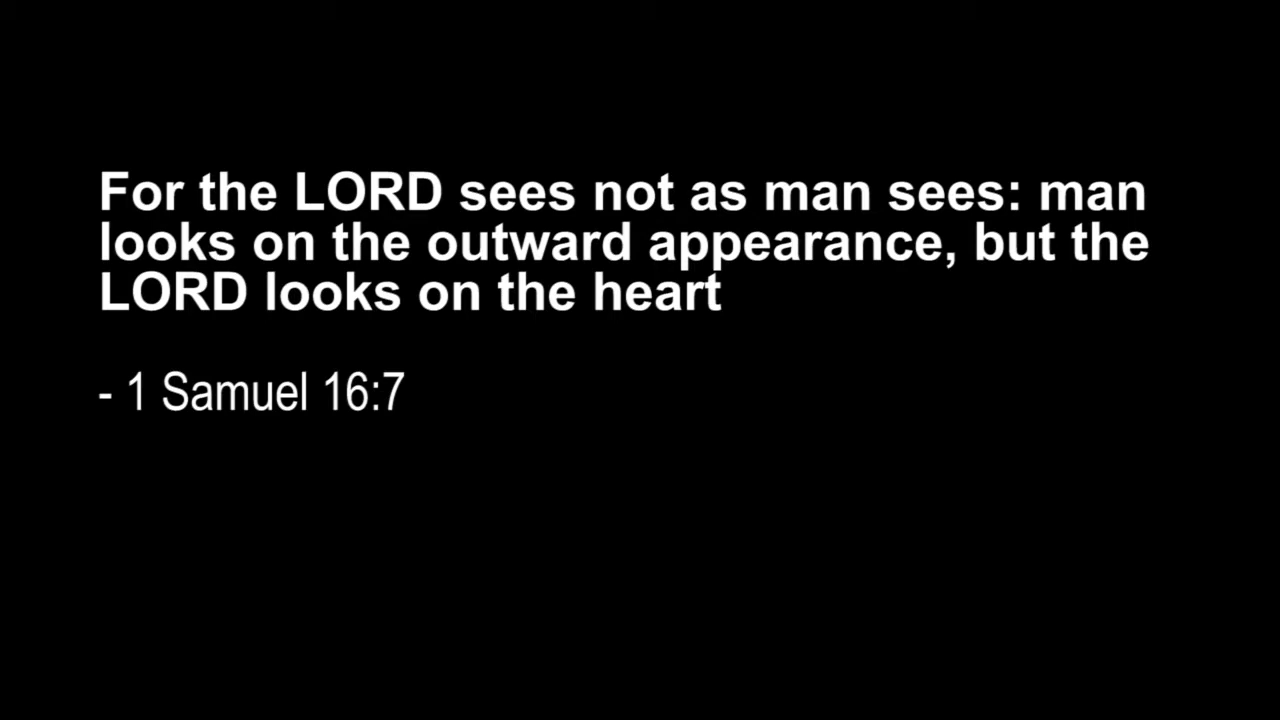 For the LORD sees not as man sees: man
looks on the outward appearance, but the
LORD looks on the heart
- 1 Samuel 16:7